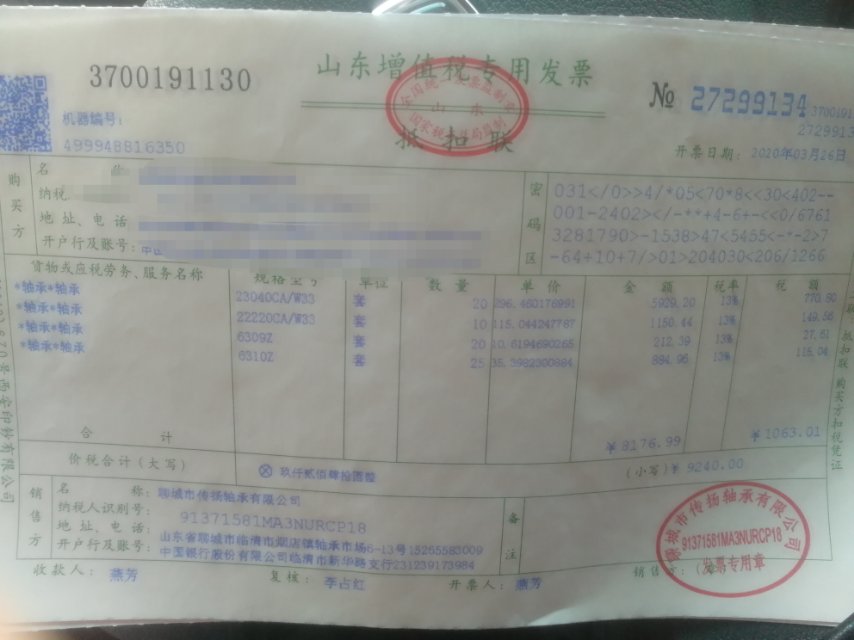 3700191130
山东增值税专用发票
№ 27299134
3700191
2729913
机器编号:
499948816350
抵扣联
开票日期: 2020年03月26日
购买方
名
纳税
地址、电话
开户行及账号:
密码区
031</0>>4/*05<70*8<<30<402--
001-2402></-**+4-6+-<<0/6761
3281790>-1538>47<5455<-*-2>7
-64+10+7/>01>204030<206/1266
货物或应税劳务、服务名称 规格型号 单位 数量 单价 金额 税率 税额
*轴承*轴承 23040CA/W33 套 20 296.460176991 5929.20 13% 770.80
*轴承*轴承 22220CA/W33 套 10 115.044247787 1150.44 13% 149.56
*轴承*轴承 6309Z 套 20 10.6194690265 212.39 13% 27.61
*轴承*轴承 6310Z 套 25 35.3982300884 884.96 13% 115.04
合计 ¥8176.99 ¥1063.01
价税合计(大写) ⊗玖仟贰佰肆拾圆整 (小写)¥9240.00
销售方
名称: 聊城市传扬轴承有限公司
纳税人识别号: 91371581MA3NURCP18
地址、电话: 山东省聊城市临清市烟店镇轴承市场6-13号15265583009
开户行及账号: 中国银行股份有限公司临清市新华路支行231239173984
备注
收款人: 燕芳 复核: 李占红 开票人: 燕芳 销售方:
聊城市传扬轴承有限公司
91371581MA3NURCP18
发票专用章
抵扣联 购买方扣税凭证